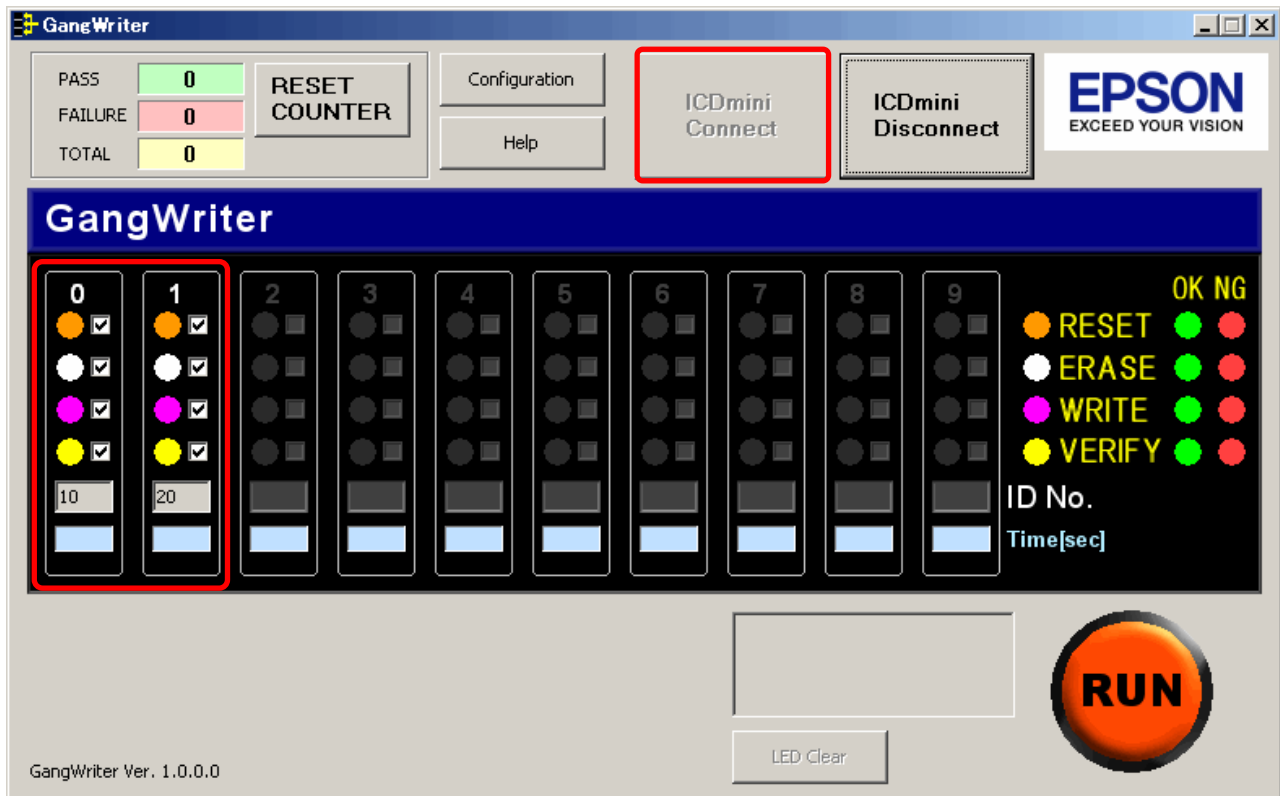 GangWriter
PASS 0
FAILURE 0
TOTAL 0
RESET
COUNTER
Configuration
Help
ICDmini
Connect
ICDmini
Disconnect
EPSON
EXCEED YOUR VISION
GangWriter
0 1 2 3 4 5 6 7 8 9 OK NG
RESET
ERASE
WRITE
VERIFY
10 20 ID No.
Time[sec]
RUN
LED Clear
GangWriter Ver. 1.0.0.0